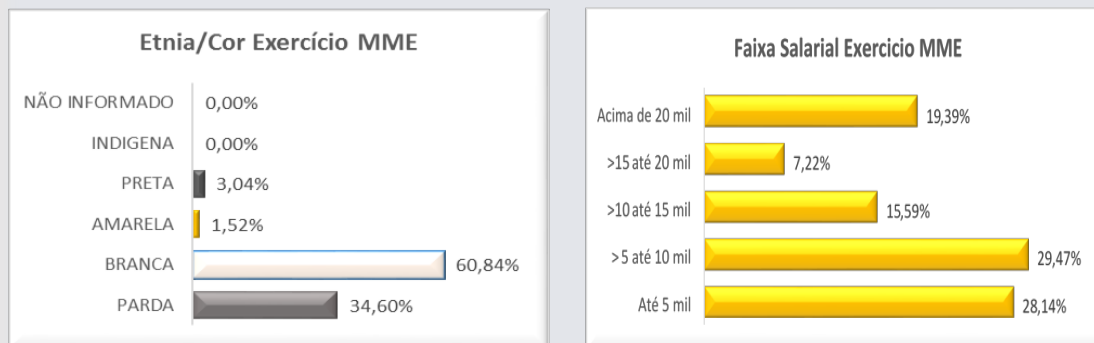 Etnia/Cor Exercício MME
NÃO INFORMADO 0,00%
INDIGENA 0,00%
PRETA 3,04%
AMARELA 1,52%
BRANCA 60,84%
PARDA 34,60%
Faixa Salarial Exercicio MME
Acima de 20 mil 19,39%
>15 até 20 mil 7,22%
>10 até 15 mil 15,59%
>5 até 10 mil 29,47%
Até 5 mil 28,14%